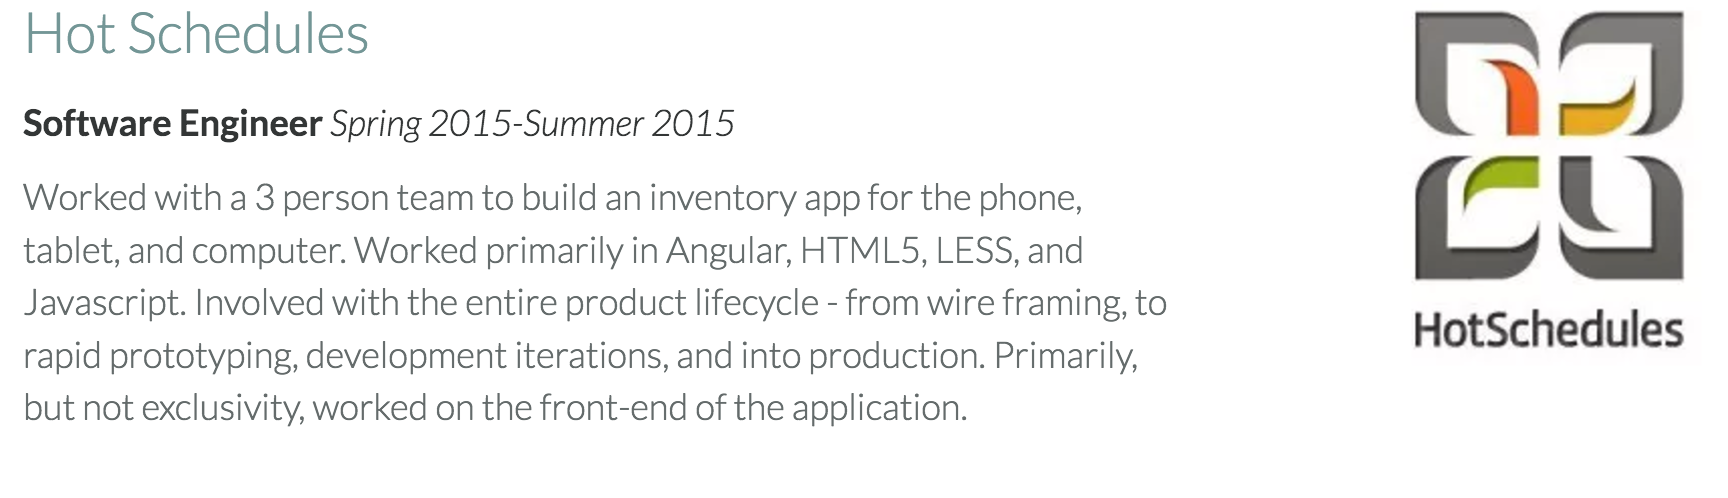 Hot Schedules
Software Engineer Spring 2015-Summer 2015
Worked with a 3 person team to build an inventory app for the phone,
tablet, and computer. Worked primarily in Angular, HTML5, LESS, and
Javascript. Involved with the entire product lifecycle - from wire framing, to
rapid prototyping, development iterations, and into production. Primarily,
but not exclusivity, worked on the front-end of the application.
HotSchedules